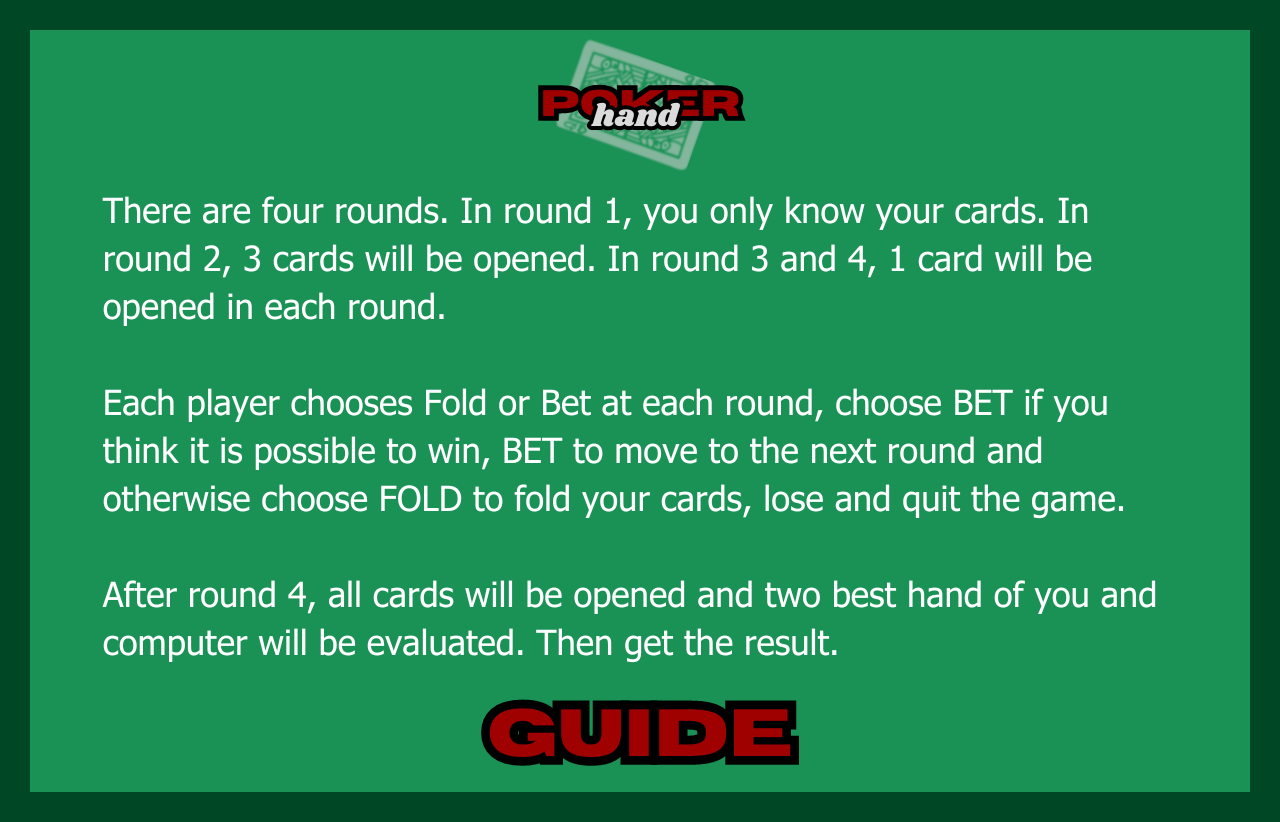 POKER
hand
There are four rounds. In round 1, you only know your cards. In
round 2, 3 cards will be opened. In round 3 and 4, 1 card will be
opened in each round.
Each player chooses Fold or Bet at each round, choose BET if you
think it is possible to win, BET to move to the next round and
otherwise choose FOLD to fold your cards, lose and quit the game.
After round 4, all cards will be opened and two best hand of you and
computer will be evaluated. Then get the result.
GUIDE